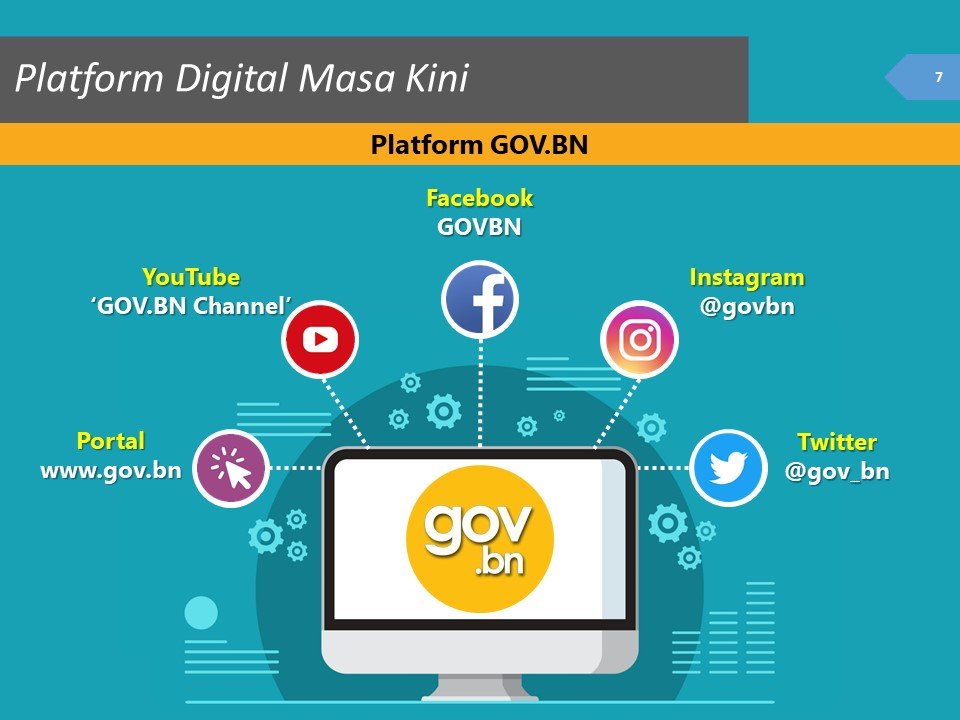 Platform Digital Masa Kini
7
Platform GOV.BN
Facebook
GOVBN
YouTube
‘GOV.BN Channel’
Instagram
@govbn
Portal
www.gov.bn
Twitter
@gov_bn
gov
.bn